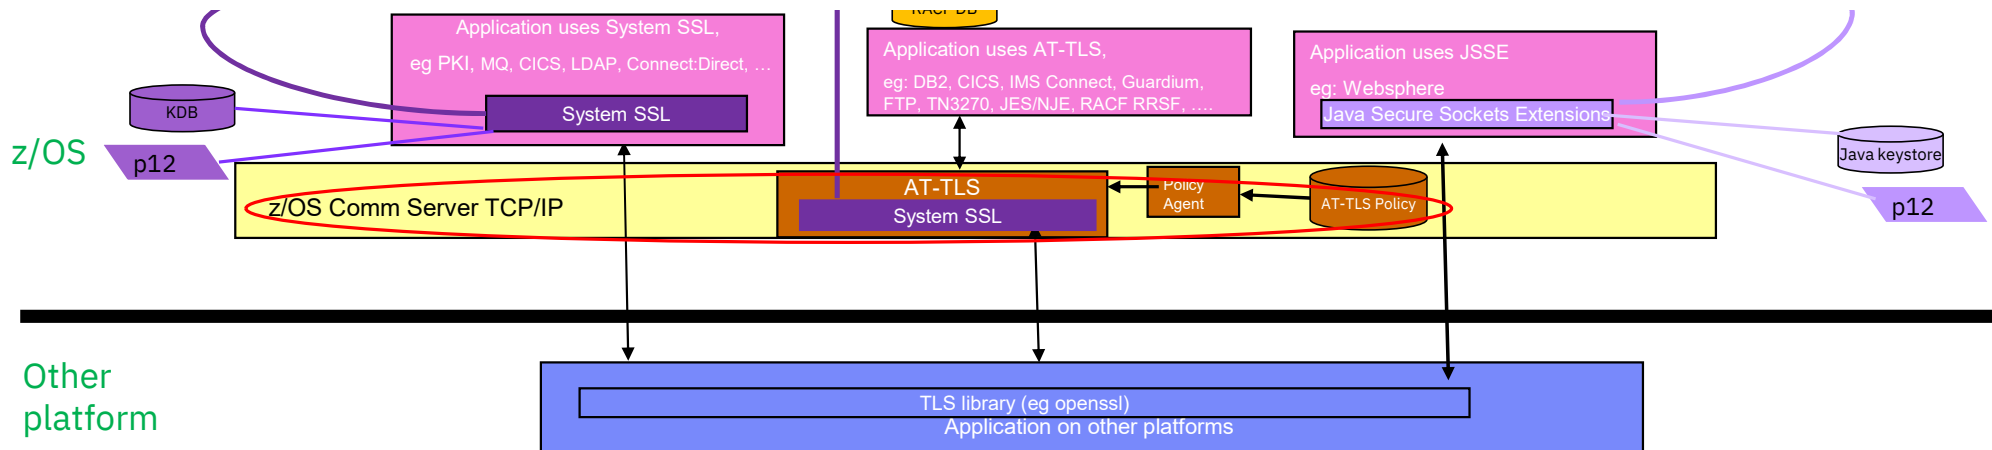 RACF DB
Application uses System SSL,
eg PKI, MQ, CICS, LDAP, Connect:Direct, …
System SSL
Application uses AT-TLS,
eg: DB2, CICS, IMS Connect, Guardium,
FTP, TN3270, JES/NJE, RACF RRSF, ….
Application uses JSSE
eg: Websphere
Java Secure Sockets Extensions
KDB
z/OS
p12
Java keystore
p12
z/OS Comm Server TCP/IP
AT-TLS
System SSL
Policy
Agent
AT-TLS Policy
Other
platform
TLS library (eg openssl)
Application on other platforms